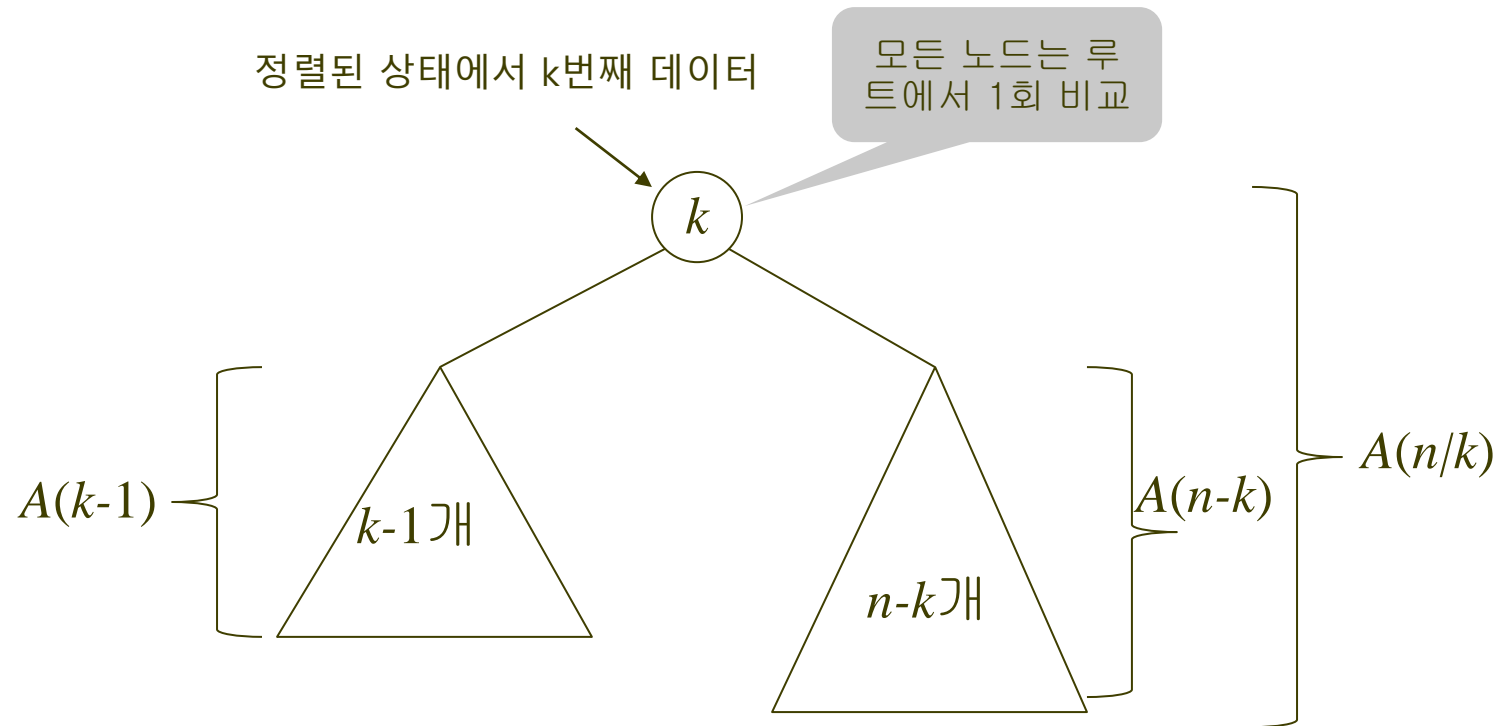 정렬된 상태에서 k번째 데이터
모든 노드는 루
트에서 1회 비교
k
A(k-1)
k-1개
n-k개
A(n-k)
A(n/k)